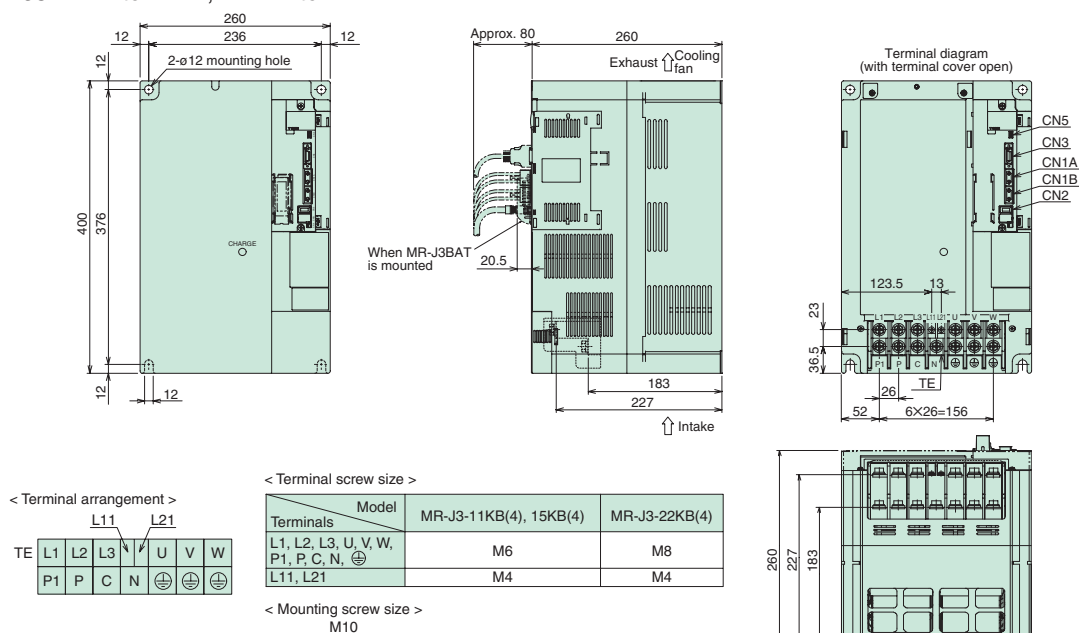 260
12
236
12
12
2-ø12 mounting hole
400
376
CHARGE
12
12
Approx. 80
260
Exhaust
Cooling
fan
When MR-J3BAT
is mounted
20.5
183
227
Intake
Terminal diagram
(with terminal cover open)
CN5
CN3
CN1A
CN1B
CN2
123.5
13
23
L1 L2 L3 L11 L21 U V W
36.5
P1 P C N
TE
26
52
6×26=156
< Terminal arrangement >
L11 L21
TE L1 L2 L3 U V W
P1 P C N
< Terminal screw size >
Model
Terminals
MR-J3-11KB(4), 15KB(4)
MR-J3-22KB(4)
L1, L2, L3, U, V, W,
P1, P, C, N, ⏚
M6
M8
L11, L21
M4
M4
< Mounting screw size >
M10
260
227
183